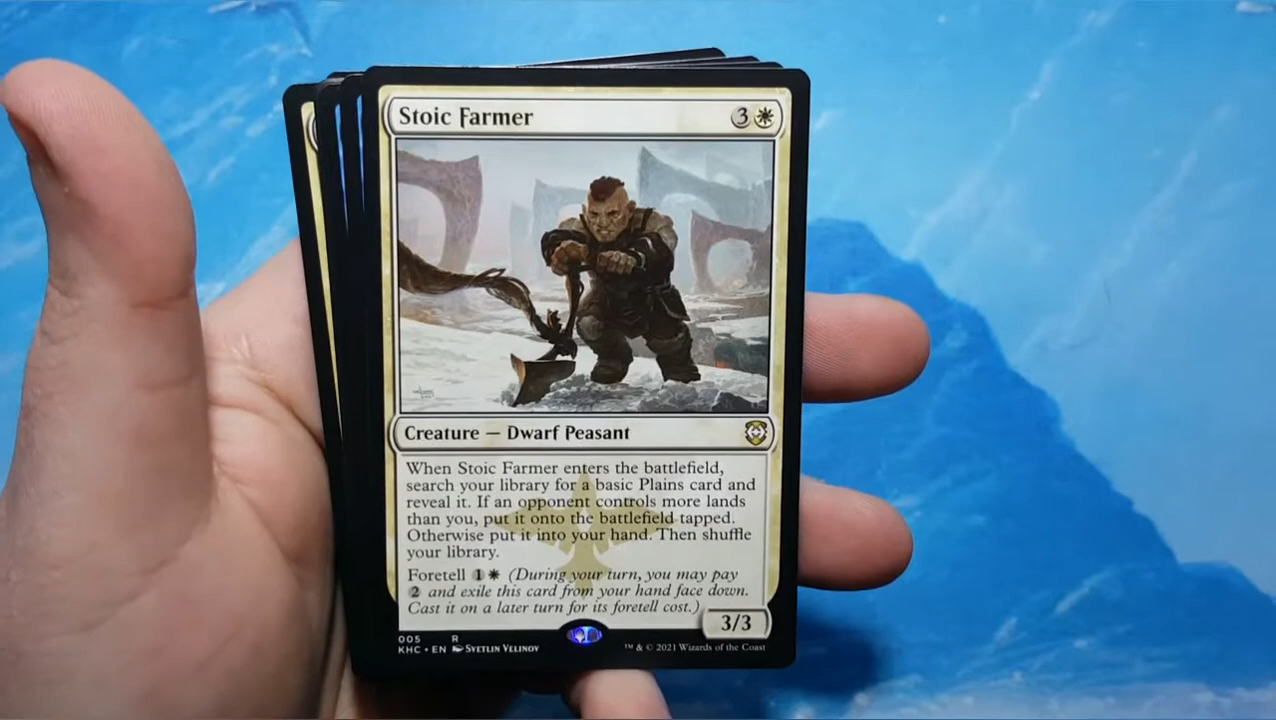 Stoic Farmer 3
When Stoic Farmer enters the battlefield,
search your library for a basic Plains card and
reveal it. If an opponent controls more lands
than you, put it onto the battlefield tapped.
Otherwise put it into your hand. Then shuffle
your library.
Creature — Dwarf Peasant
Foretell 1 (During your turn, you may pay
2 and exile this card from your hand face down.
Cast it on a later turn for its foretell cost.)
3/3
005 R
KHC • EN Svetlin Velinov ™ & © 2021 Wizards of the Coast